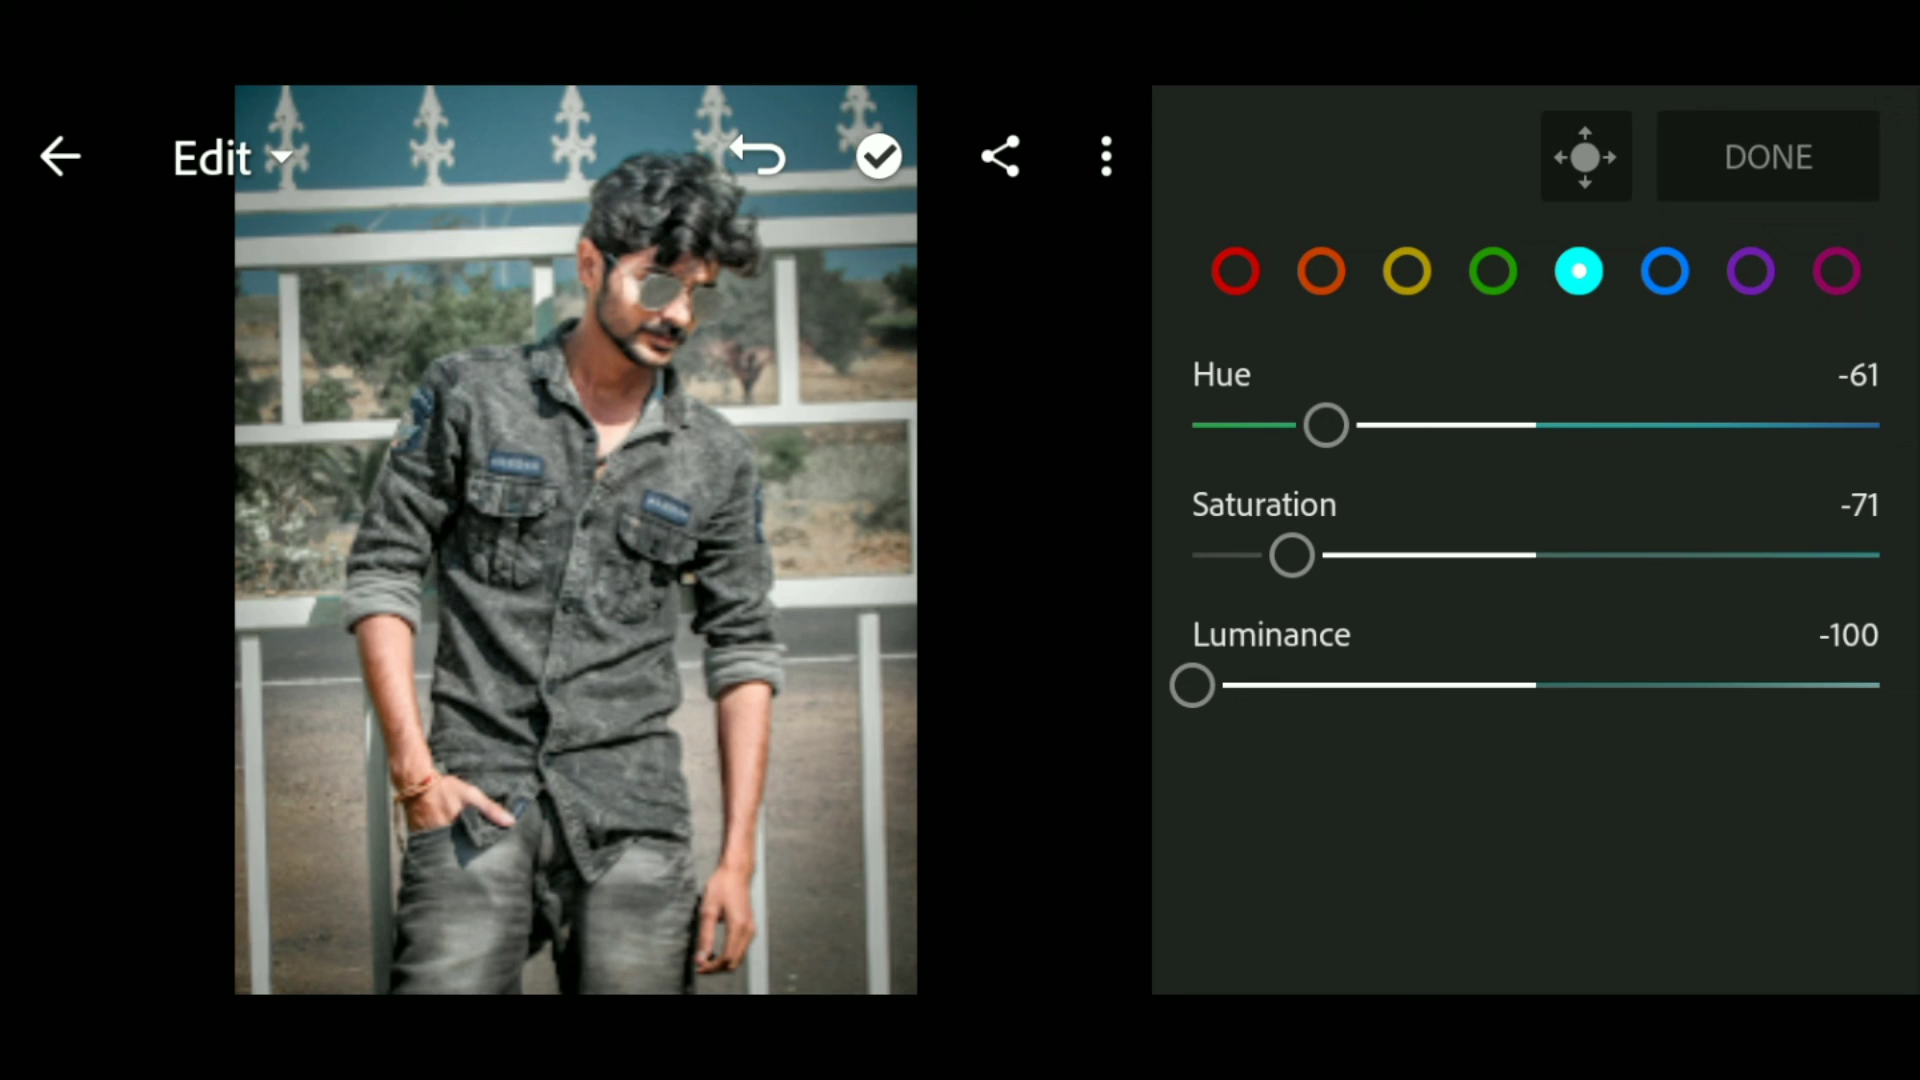 Edit
DONE
Hue -61
Saturation -71
Luminance -100